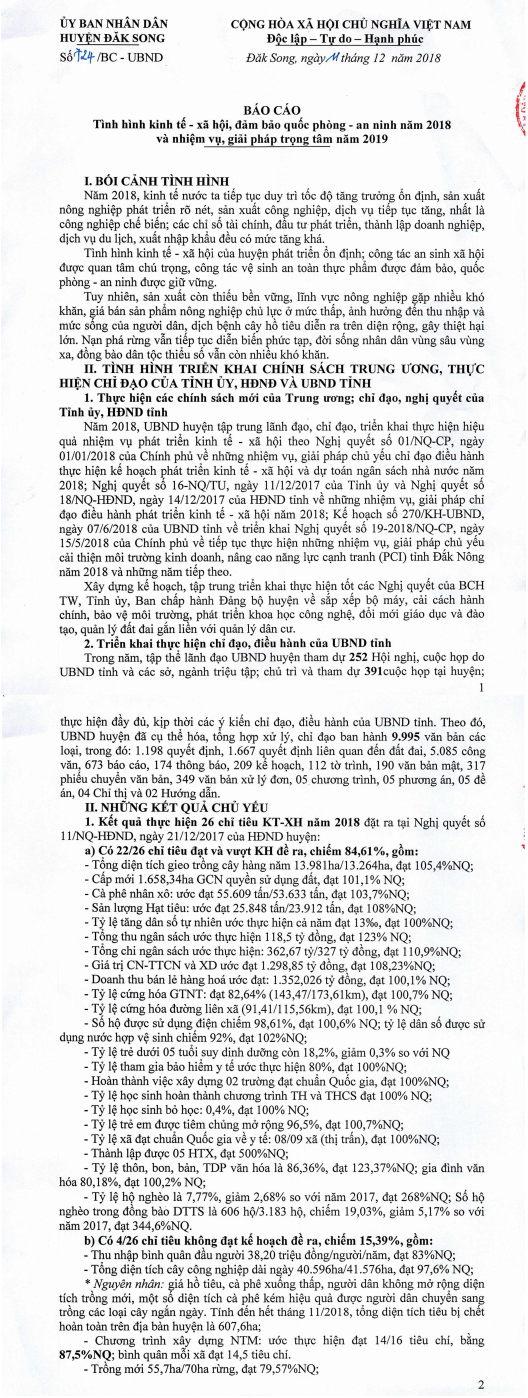 ỦY BAN NHÂN DÂN
HUYỆN ĐĂK SONG
Số 724/BC - UBND
CỘNG HÒA XÃ HỘI CHỦ NGHĨA VIỆT NAM
Độc lập – Tự do – Hạnh phúc
Đăk Song, ngày 11 tháng 12 năm 2018
BÁO CÁO
Tình hình kinh tế - xã hội, đảm bảo quốc phòng - an ninh năm 2018
và nhiệm vụ, giải pháp trọng tâm năm 2019
I. BỐI CẢNH TÌNH HÌNH
Năm 2018, kinh tế nước ta tiếp tục duy trì tốc độ tăng trưởng ổn định, sản xuất
nông nghiệp phát triển rõ nét, sản xuất công nghiệp, dịch vụ tiếp tục tăng, nhất là
công nghiệp chế biến; các chỉ số tài chính, đầu tư phát triển, thành lập doanh nghiệp,
dịch vụ du lịch, xuất nhập khẩu đều có mức tăng khá.
Tình hình kinh tế - xã hội của huyện phát triển ổn định; công tác an sinh xã hội
được quan tâm chú trọng, công tác vệ sinh an toàn thực phẩm được đảm bảo, quốc
phòng - an ninh được giữ vững.
Tuy nhiên, sản xuất còn thiếu bền vững, lĩnh vực nông nghiệp gặp nhiều khó
khăn, giá bán sản phẩm nông nghiệp chủ lực ở mức thấp, ảnh hưởng đến thu nhập và
mức sống của người dân, dịch bệnh cây hồ tiêu diễn ra trên diện rộng, gây thiệt hại
lớn. Nạn phá rừng vẫn tiếp tục diễn biến phức tạp, đời sống nhân dân vùng sâu vùng
xa, đồng bào dân tộc thiểu số vẫn còn nhiều khó khăn.
II. TÌNH HÌNH TRIỂN KHAI CHÍNH SÁCH TRUNG ƯƠNG, THỰC
HIỆN CHỈ ĐẠO CỦA TỈNH ỦY, HĐNĐ VÀ UBND TỈNH
1. Thực hiện các chính sách mới của Trung ương; chỉ đạo, nghị quyết của
Tỉnh ủy, HĐND tỉnh
Năm 2018, UBND huyện tập trung lãnh đạo, chỉ đạo, triển khai thực hiện hiệu
quả nhiệm vụ phát triển kinh tế - xã hội theo Nghị quyết số 01/NQ-CP, ngày
01/01/2018 của Chính phủ về những nhiệm vụ, giải pháp chủ yếu chỉ đạo điều hành
thực hiện kế hoạch phát triển kinh tế - xã hội và dự toán ngân sách nhà nước năm
2018; Nghị quyết số 16-NQ/TU, ngày 11/12/2017 của Tỉnh ủy và Nghị quyết số
18/NQ-HĐND, ngày 14/12/2017 của HĐND tỉnh về những nhiệm vụ, giải pháp chỉ
đạo điều hành phát triển kinh tế - xã hội năm 2018; Kế hoạch số 270/KH-UBND,
ngày 07/6/2018 của UBND tỉnh về triển khai Nghị quyết số 19-2018/NQ-CP, ngày
15/5/2018 của Chính phủ về tiếp tục thực hiện những nhiệm vụ, giải pháp chủ yếu
cải thiện môi trường kinh doanh, nâng cao năng lực cạnh tranh (PCI) tỉnh Đắk Nông
năm 2018 và những năm tiếp theo.
Xây dựng kế hoạch, tập trung triển khai thực hiện tốt các Nghị quyết của BCH
TW, Tỉnh ủy, Ban chấp hành Đảng bộ huyện về sắp xếp bộ máy, cải cách hành
chính, bảo vệ môi trường, phát triển khoa học công nghệ, đổi mới giáo dục và đào
tạo, quản lý đất đai gắn liền với quản lý dân cư.
2. Triển khai thực hiện chỉ đạo, điều hành của UBND tỉnh
Trong năm, tập thể lãnh đạo UBND huyện tham dự 252 Hội nghị, cuộc họp do
UBND tỉnh và các sở, ngành triệu tập; chủ trì và tham dự 391cuộc họp tại huyện;
1
thực hiện đầy đủ, kịp thời các ý kiến chỉ đạo, điều hành của UBND tỉnh. Theo đó,
UBND huyện đã cụ thể hóa, tổng hợp xử lý, chỉ đạo ban hành 9.995 văn bản các
loại, trong đó: 1.198 quyết định, 1.667 quyết định liên quan đến đất đai, 5.085 công
văn, 673 báo cáo, 174 thông báo, 209 kế hoạch, 112 tờ trình, 190 văn bản mật, 317
phiếu chuyển văn bản, 349 văn bản xử lý đơn, 05 chương trình, 05 phương án, 05 đề
án, 04 Chỉ thị và 02 Hướng dẫn.
II. NHỮNG KẾT QUẢ CHỦ YẾU
1. Kết quả thực hiện 26 chỉ tiêu KT-XH năm 2018 đặt ra tại Nghị quyết số
11/NQ-HĐND, ngày 21/12/2017 của HĐND huyện:
a) Có 22/26 chỉ tiêu đạt và vượt KH đề ra, chiếm 84,61%, gồm:
- Tổng diện tích gieo trồng cây hàng năm 13.981ha/13.264ha, đạt 105,4%NQ;
- Cấp mới 1.658,34ha GCN quyền sử dụng đất, đạt 101,1% NQ;
- Cà phê nhân xô: ước đạt 55.609 tấn/53.633 tấn, đạt 103,7%NQ;
- Sản lượng Hạt tiêu: ước đạt 25.848 tấn/23.912 tấn, đạt 108%NQ;
- Tỷ lệ tăng dân số tự nhiên ước thực hiện cả năm đạt 13‰, đạt 100%NQ;
- Tổng thu ngân sách ước thực hiện 118,5 tỷ đồng, đạt 123% NQ;
- Tổng chi ngân sách ước thực hiện: 362,67 tỷ/327 tỷ đồng, đạt 110,9%NQ;
- Giá trị CN-TTCN và XD ước đạt 1.298,85 tỷ đồng, đạt 108,23%NQ;
- Doanh thu bán lẻ hàng hoá ước đạt: 1.352,026 tỷ đồng, đạt 100,1% NQ;
- Tỷ lệ cứng hóa GTNT: đạt 82,64% (143,47/173,61km), đạt 100,7% NQ;
- Tỷ lệ cứng hóa đường liên xã (91,41/115,56km), đạt 100,1 % NQ;
- Số hộ được sử dụng điện chiếm 98,61%, đạt 100,6% NQ; tỷ lệ dân số được sử
dụng nước hợp vệ sinh chiếm 92%, đạt 102%NQ;
- Tỷ lệ trẻ dưới 05 tuổi suy dinh dưỡng còn 18,2%, giảm 0,3% so với NQ
- Tỷ lệ tham gia bảo hiểm y tế ước thực hiện 80%, đạt 100%NQ;
- Hoàn thành việc xây dựng 02 trường đạt chuẩn Quốc gia, đạt 100%NQ;
- Tỷ lệ học sinh hoàn thành chương trình TH và THCS đạt 100% NQ;
- Tỷ lệ học sinh bỏ học: 0,4%, đạt 100% NQ;
- Tỷ lệ trẻ em được tiêm chủng mở rộng 96,5%, đạt 100,7%NQ;
- Tỷ lệ xã đạt chuẩn Quốc gia về y tế: 08/09 xã (thị trấn), đạt 100%NQ;
- Thành lập được 05 HTX, đạt 500%NQ;
- Tỷ lệ thôn, bon, bản, TDP văn hóa là 86,36%, đạt 123,37%NQ; gia đình văn
hóa 80,18%, đạt 100,2% NQ;
- Tỷ lệ hộ nghèo là 7,77%, giảm 2,68% so với năm 2017, đạt 268%NQ; Số hộ
nghèo trong đồng bào DTTS là 606 hộ/3.183 hộ, chiếm 19,03%, giảm 5,17% so với
năm 2017, đạt 344,6%NQ.
b) Có 4/26 chỉ tiêu không đạt kế hoạch đề ra, chiếm 15,39%, gồm:
- Thu nhập bình quân đầu người 38,20 triệu đồng/người/năm, đạt 83%NQ;
- Tổng diện tích cây công nghiệp dài ngày 40.596ha/41.576ha, đạt 97,6% NQ;
* Nguyên nhân: giá hồ tiêu, cà phê xuống thấp, người dân không mở rộng diện
tích trồng mới, một số diện tích cà phê kém hiệu quả được người dân chuyển sang
trồng các loại cây ngắn ngày. Tính đến hết tháng 11/2018, tổng diện tích tiêu bị chết
hoàn toàn trên địa bàn huyện là 607,6ha;
- Chương trình xây dựng NTM: ước thực hiện đạt 14/16 tiêu chí, bằng
87,5%NQ; bình quân mỗi xã đạt 14,5 tiêu chí.
- Trồng mới 55,7ha/70ha rừng, đạt 79,57%NQ;
2